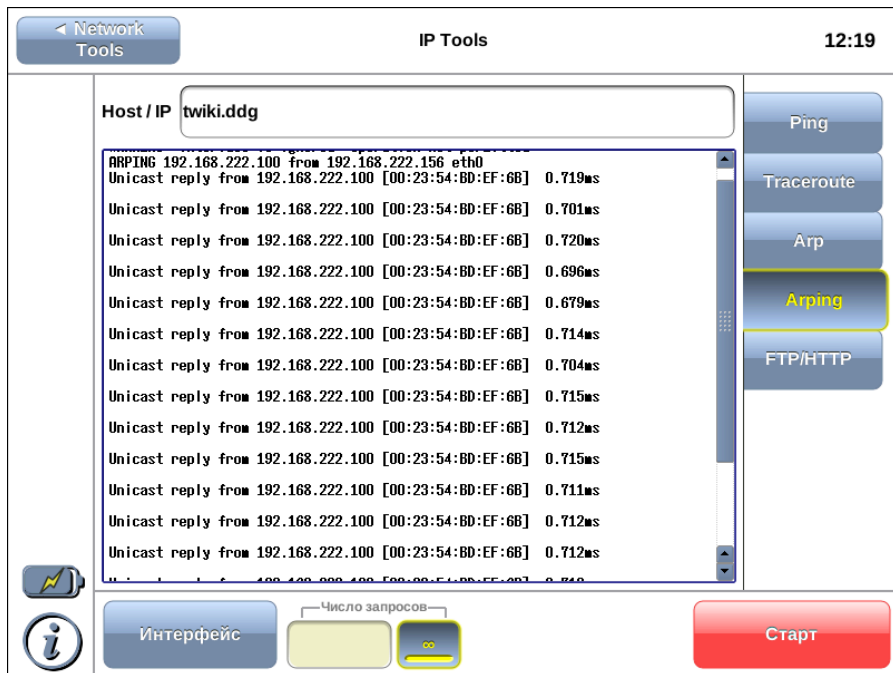 ◄ Network
Tools
IP Tools
12:19
Host / IP twiki.ddg
ARPING 192.168.222.100 from 192.168.222.156 eth0
Unicast reply from 192.168.222.100 [00:23:54:BD:EF:6B] 0.719ms
Unicast reply from 192.168.222.100 [00:23:54:BD:EF:6B] 0.701ms
Unicast reply from 192.168.222.100 [00:23:54:BD:EF:6B] 0.720ms
Unicast reply from 192.168.222.100 [00:23:54:BD:EF:6B] 0.696ms
Unicast reply from 192.168.222.100 [00:23:54:BD:EF:6B] 0.679ms
Unicast reply from 192.168.222.100 [00:23:54:BD:EF:6B] 0.714ms
Unicast reply from 192.168.222.100 [00:23:54:BD:EF:6B] 0.704ms
Unicast reply from 192.168.222.100 [00:23:54:BD:EF:6B] 0.715ms
Unicast reply from 192.168.222.100 [00:23:54:BD:EF:6B] 0.712ms
Unicast reply from 192.168.222.100 [00:23:54:BD:EF:6B] 0.715ms
Unicast reply from 192.168.222.100 [00:23:54:BD:EF:6B] 0.711ms
Unicast reply from 192.168.222.100 [00:23:54:BD:EF:6B] 0.712ms
Unicast reply from 192.168.222.100 [00:23:54:BD:EF:6B] 0.712ms
Ping
Traceroute
Arp
Arping
FTP/HTTP
i
Интерфейс
Число запросов
∞
Старт